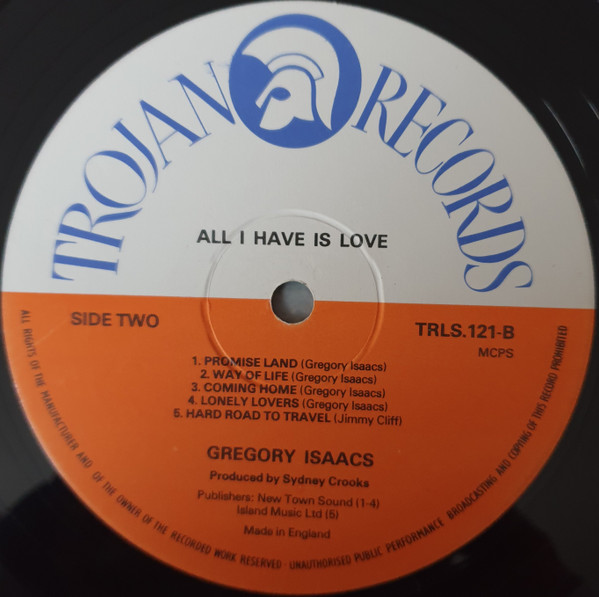 TROJAN RECORDS
ALL I HAVE IS LOVE
SIDE TWO
TRLS.121-B
MCPS
1. PROMISE LAND (Gregory Isaacs)
2. WAY OF LIFE (Gregory Isaacs)
3. COMING HOME (Gregory Isaacs)
4. LONELY LOVERS (Gregory Isaacs)
5. HARD ROAD TO TRAVEL (Jimmy Cliff)
GREGORY ISAACS
Produced by Sydney Crooks
Publishers: New Town Sound (1-4)
Island Music Ltd (5)
Made in England
ALL RIGHTS OF THE MANUFACTURER AND OF THE OWNER OF THE RECORDED WORK RESERVED · UNAUTHORISED PUBLIC PERFORMANCE BROADCASTING AND COPYING OF THIS RECORD PROHIBITED